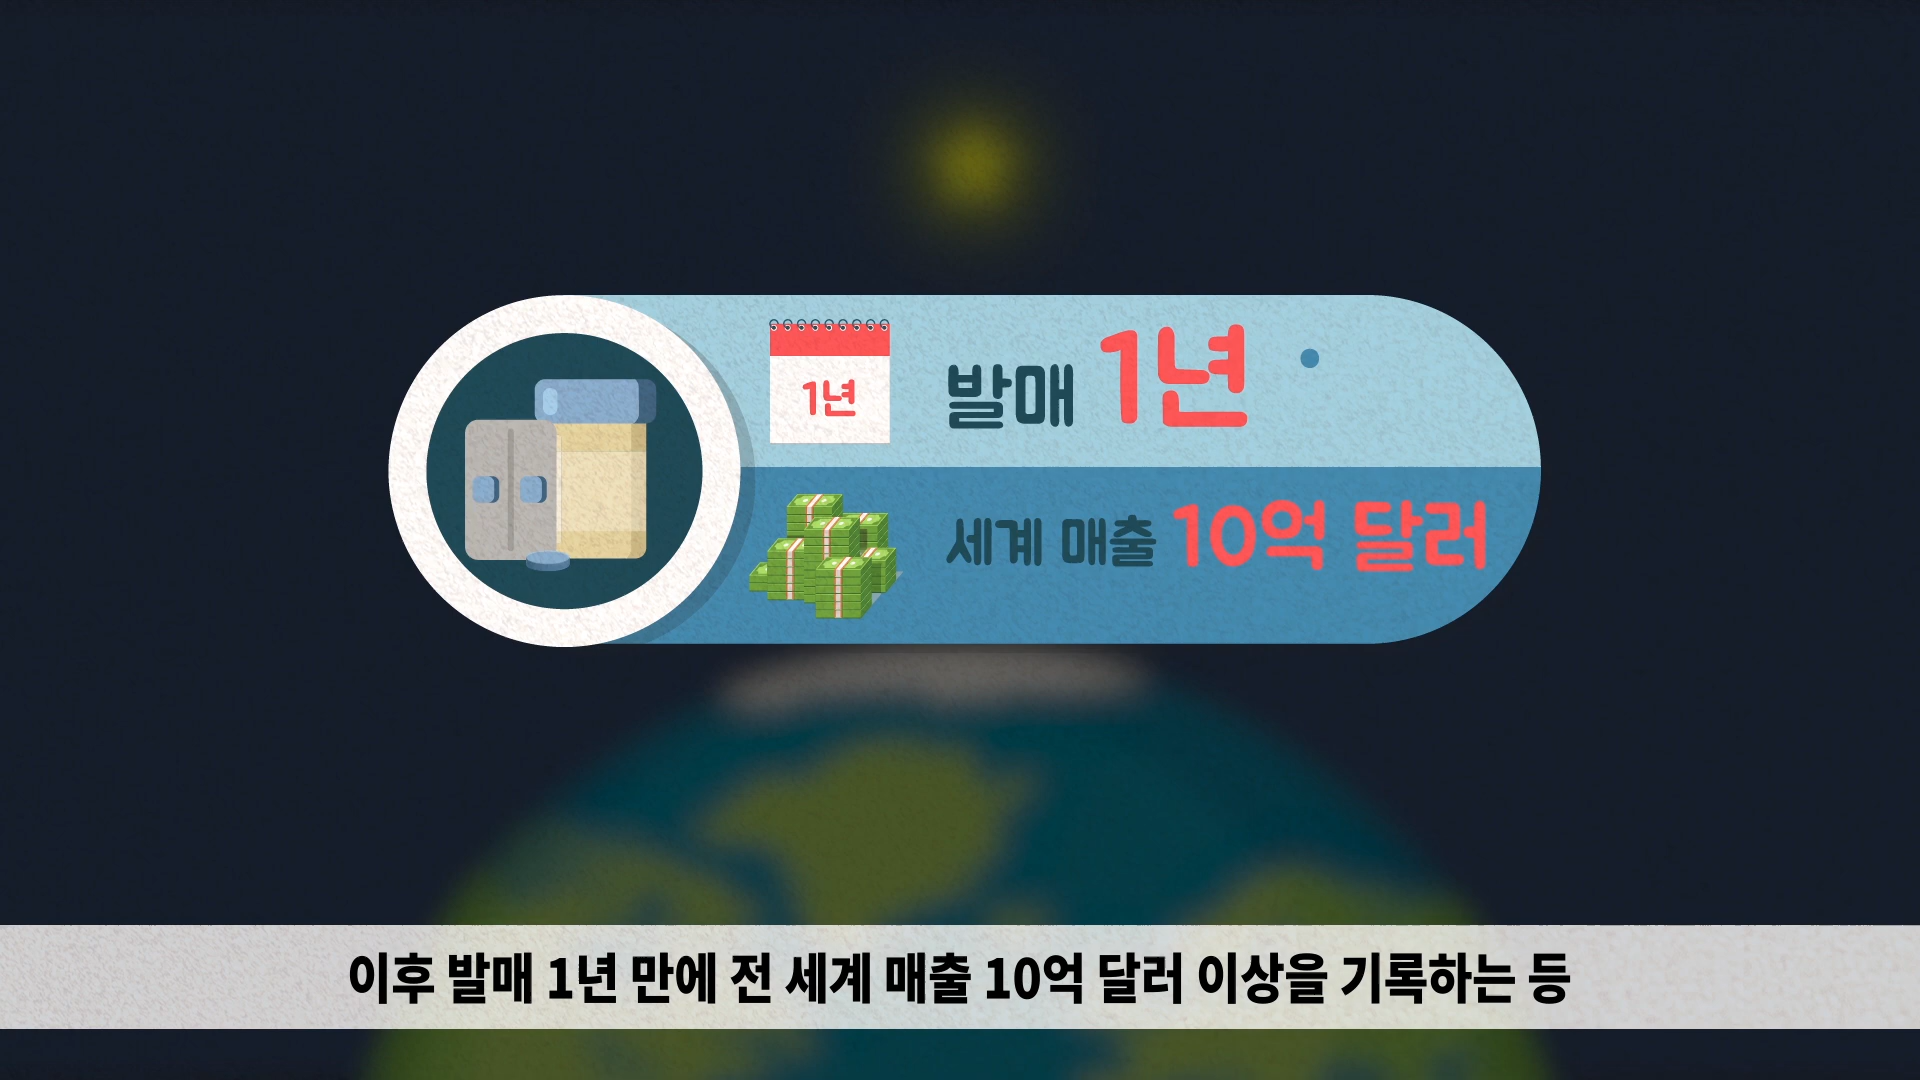 1년
발매 1년
세계 매출 10억 달러
이후 발매 1년 만에 전 세계 매출 10억 달러 이상을 기록하는 등